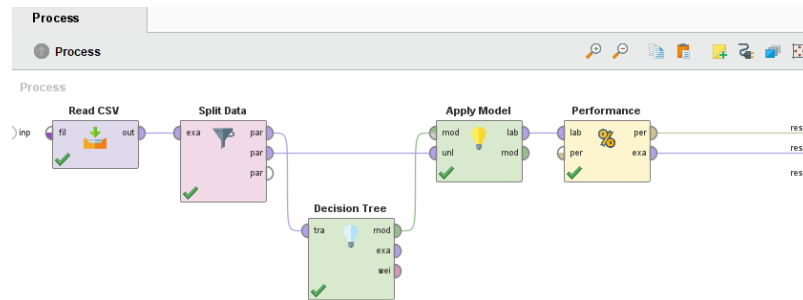 Process
Process
Process
Read CSV
inp
fil
out
Split Data
exa
par
par
par
Decision Tree
tra
mod
exa
wei
Apply Model
mod
lab
unl
mod
Performance
%
lab
per
per
exa
res
res
res